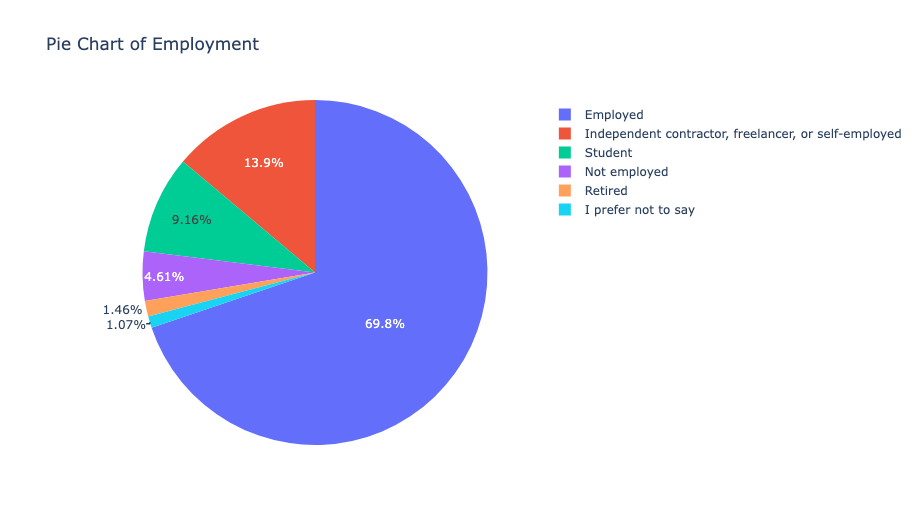 Pie Chart of Employment
Employed
Independent contractor, freelancer, or self-employed
Student
Not employed
Retired
I prefer not to say
13.9%
9.16%
4.61%
1.46%
1.07%
69.8%